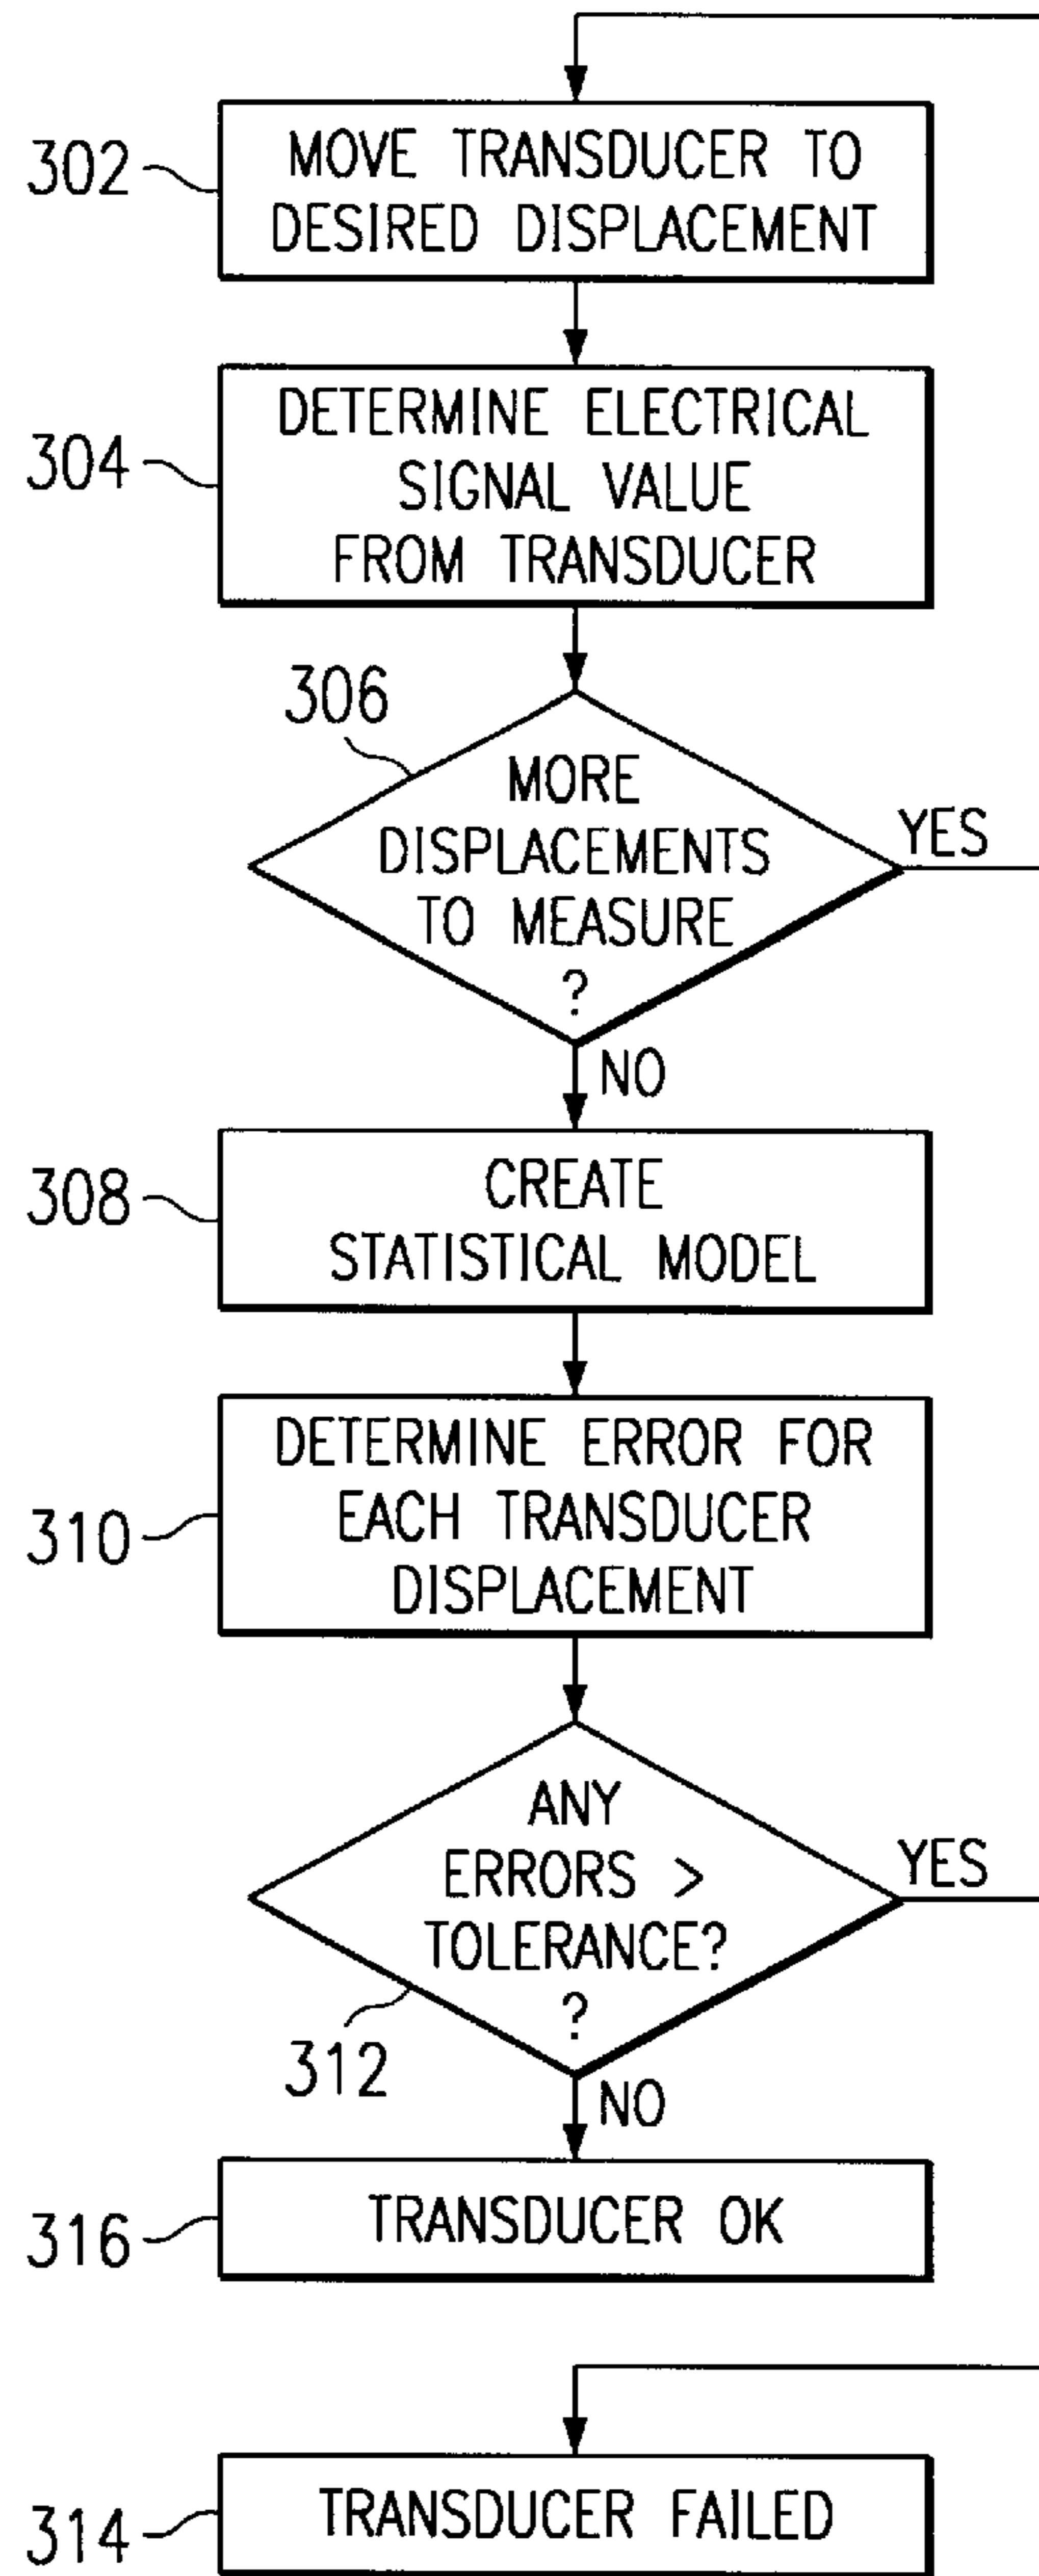 302
MOVE TRANSDUCER TO
DESIRED DISPLACEMENT
304
DETERMINE ELECTRICAL
SIGNAL VALUE
FROM TRANSDUCER
306
MORE
DISPLACEMENTS
TO MEASURE
?
YES
NO
308
CREATE
STATISTICAL MODEL
310
DETERMINE ERROR FOR
EACH TRANSDUCER
DISPLACEMENT
ANY
ERRORS >
TOLERANCE?
?
YES
312
NO
316
TRANSDUCER OK
314
TRANSDUCER FAILED